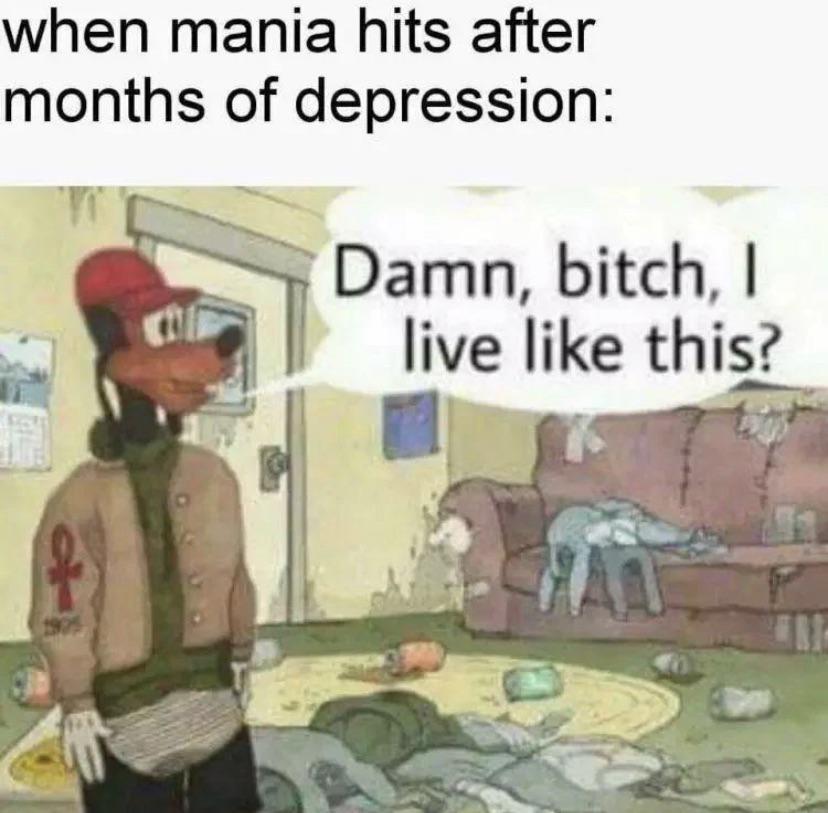 when mania hits after
months of depression:
Damn, bitch, I
live like this?